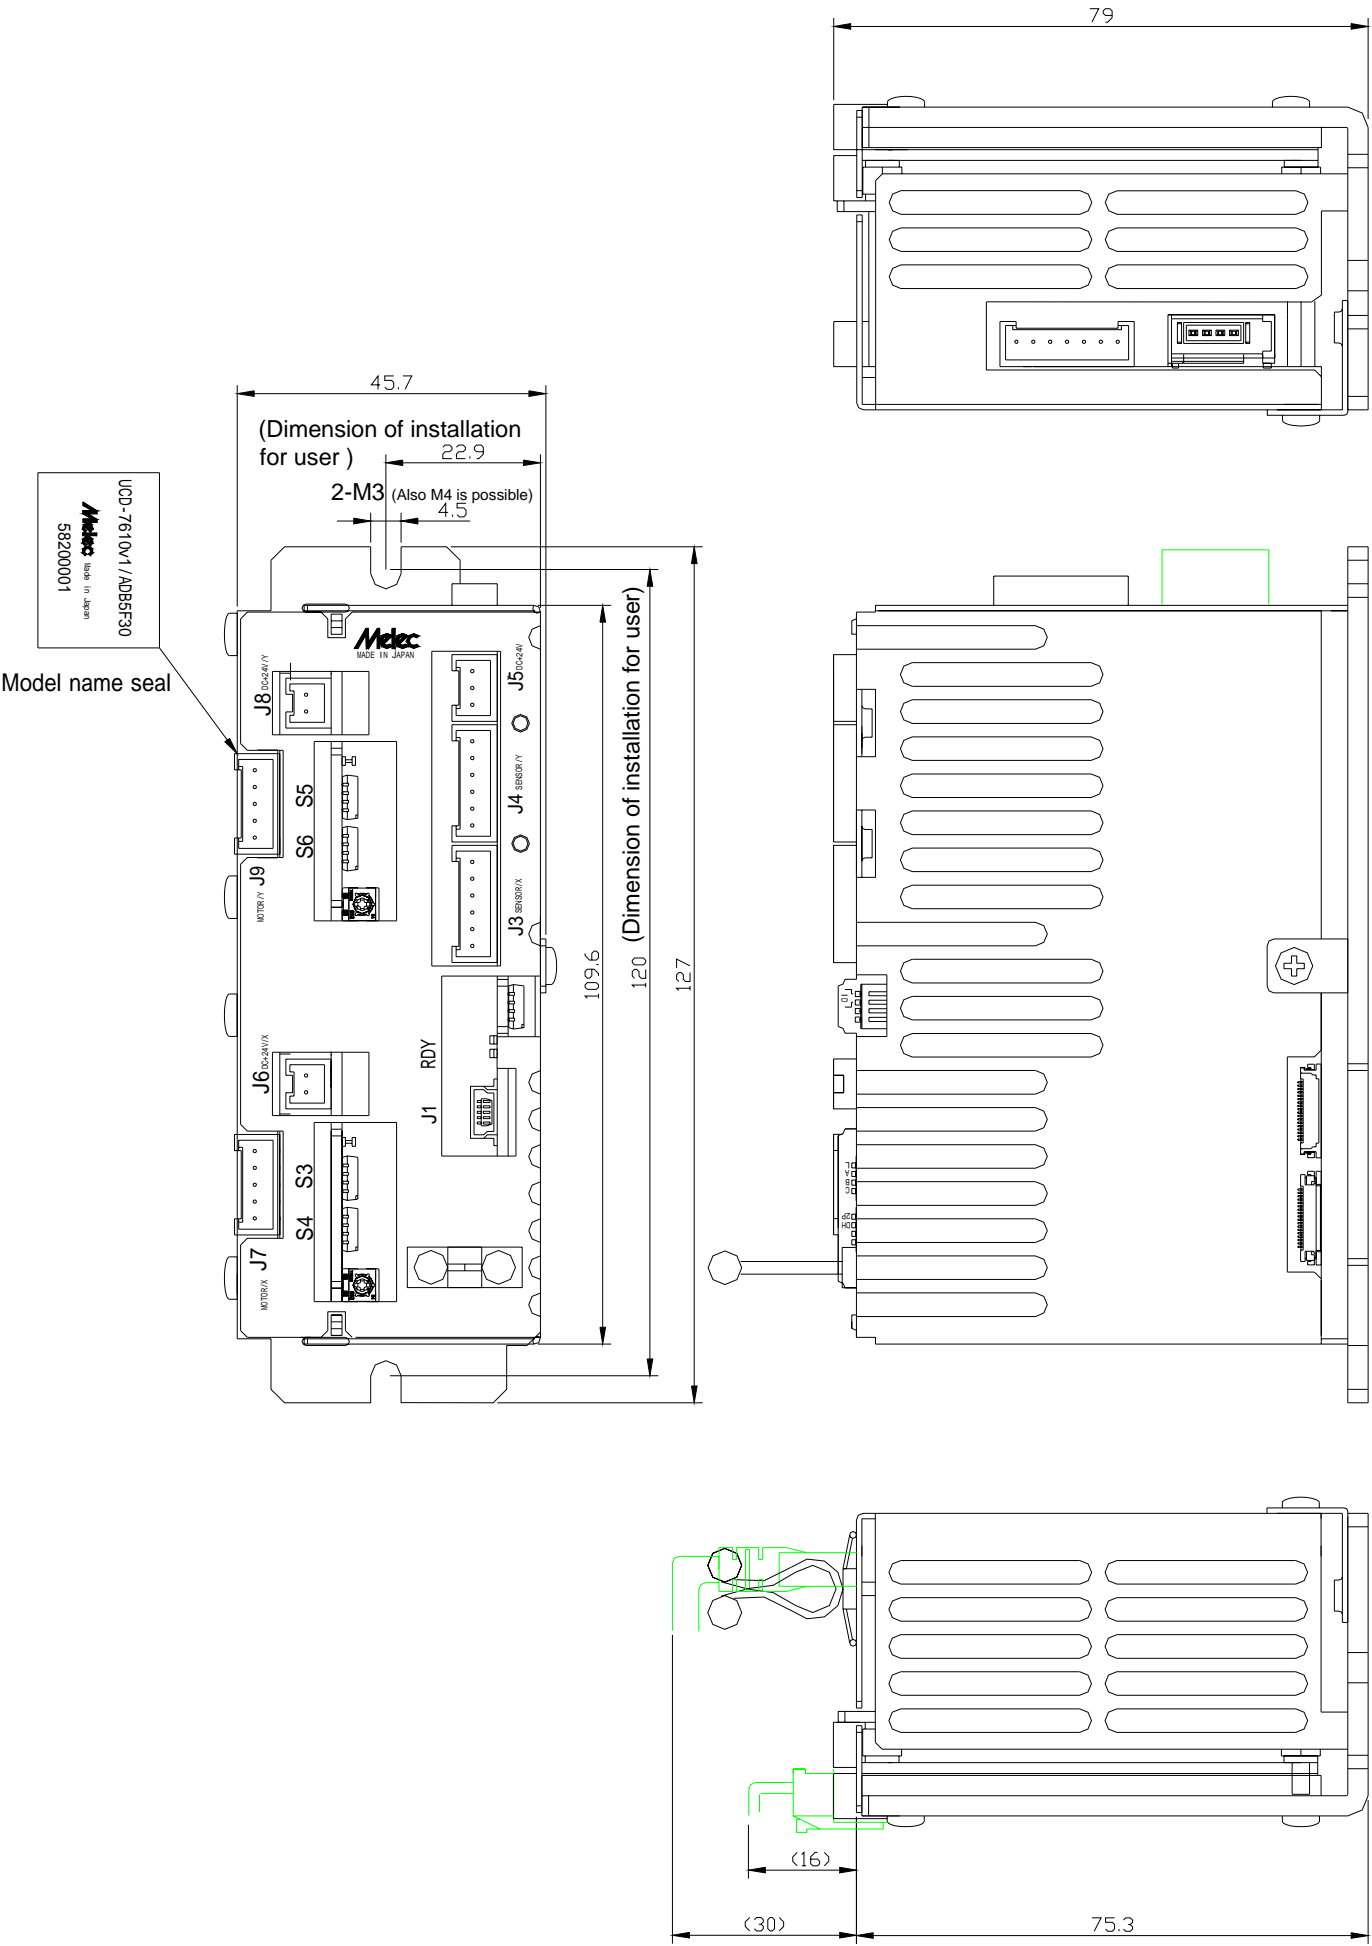 79
45.7
(Dimension of installation
for user )
22.9
2-M3 (Also M4 is possible)
4.5
UCD-7610v1 / ADB5F30
Melec Made in Japan
58200001
Model name seal
Melec
MADE IN JAPAN
J8 DC+24V/Y
J5 DC+24V
S5
S6
J4 SENSOR/Y
J9
MOTOR/Y
J3 SENSOR/X
109.6
120 (Dimension of installation for user)
127
J6 DC+24V/X
RDY
J1
S3
S4
J7
MOTOR/X
ID
L
A
B
C
2P
DH
(16)
(30)
75.3